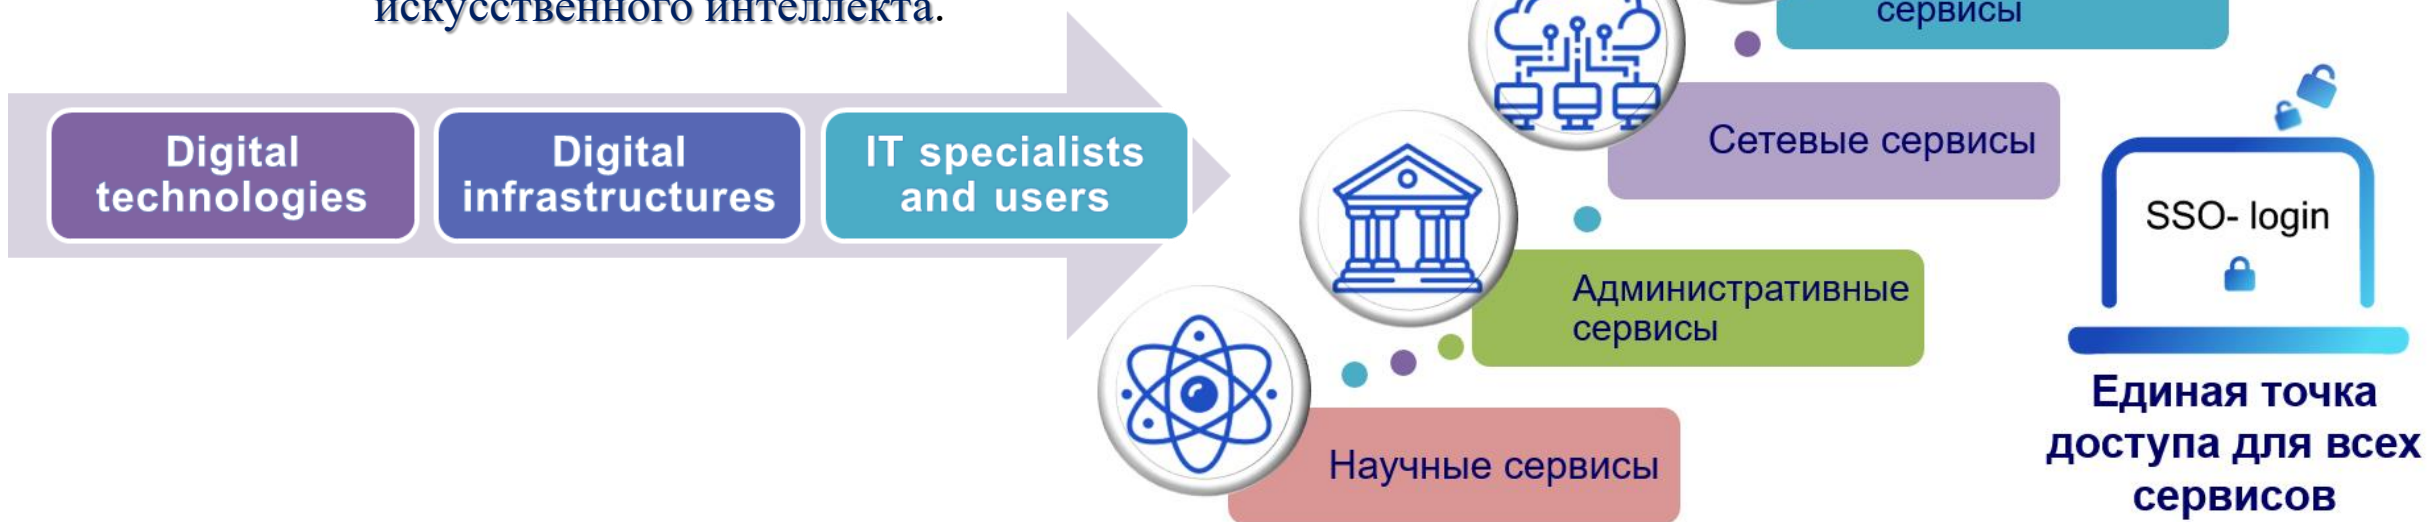 искусственного интеллекта.
сервисы
Digital
technologies
Digital
infrastructures
IT specialists
and users
Сетевые сервисы
SSO- login
Административные
сервисы
Научные сервисы
Единая точка
доступа для всех
сервисов